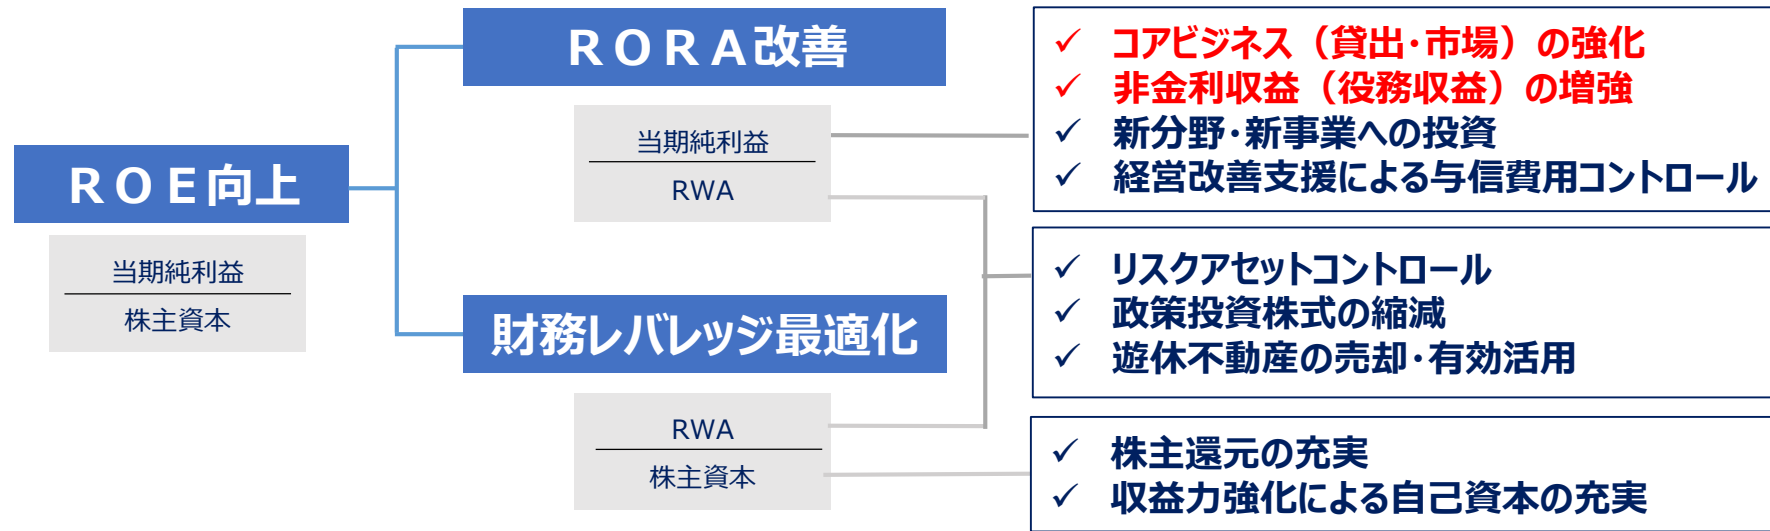 ROE向上
当期純利益
株主資本
RORA改善
当期純利益
RWA
財務レバレッジ最適化
RWA
株主資本
✓ コアビジネス（貸出・市場）の強化
✓ 非金利収益（役務収益）の増強
✓ 新分野・新事業への投資
✓ 経営改善支援による与信費用コントロール
✓ リスクアセットコントロール
✓ 政策投資株式の縮減
✓ 遊休不動産の売却・有効活用
✓ 株主還元の充実
✓ 収益力強化による自己資本の充実